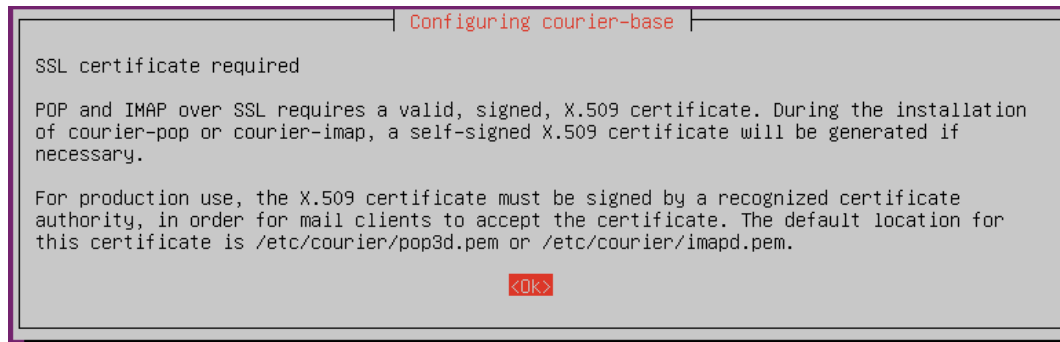 Configuring courier-base
SSL certificate required
POP and IMAP over SSL requires a valid, signed, X.509 certificate. During the installation
of courier-pop or courier-imap, a self-signed X.509 certificate will be generated if
necessary.
For production use, the X.509 certificate must be signed by a recognized certificate
authority, in order for mail clients to accept the certificate. The default location for
this certificate is /etc/courier/pop3d.pem or /etc/courier/imapd.pem.
<Ok>